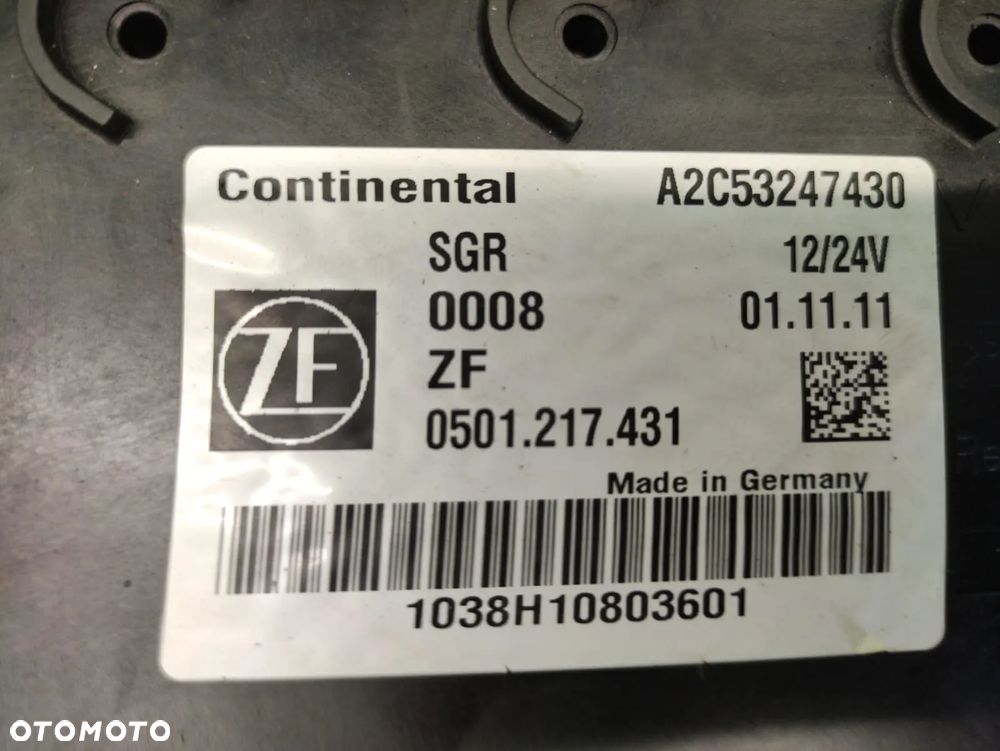 Continental A2C53247430
SGR 12/24V
0008 01.11.11
ZF
ZF
0501.217.431
Made in Germany
1038H10803601
OTOMOTO